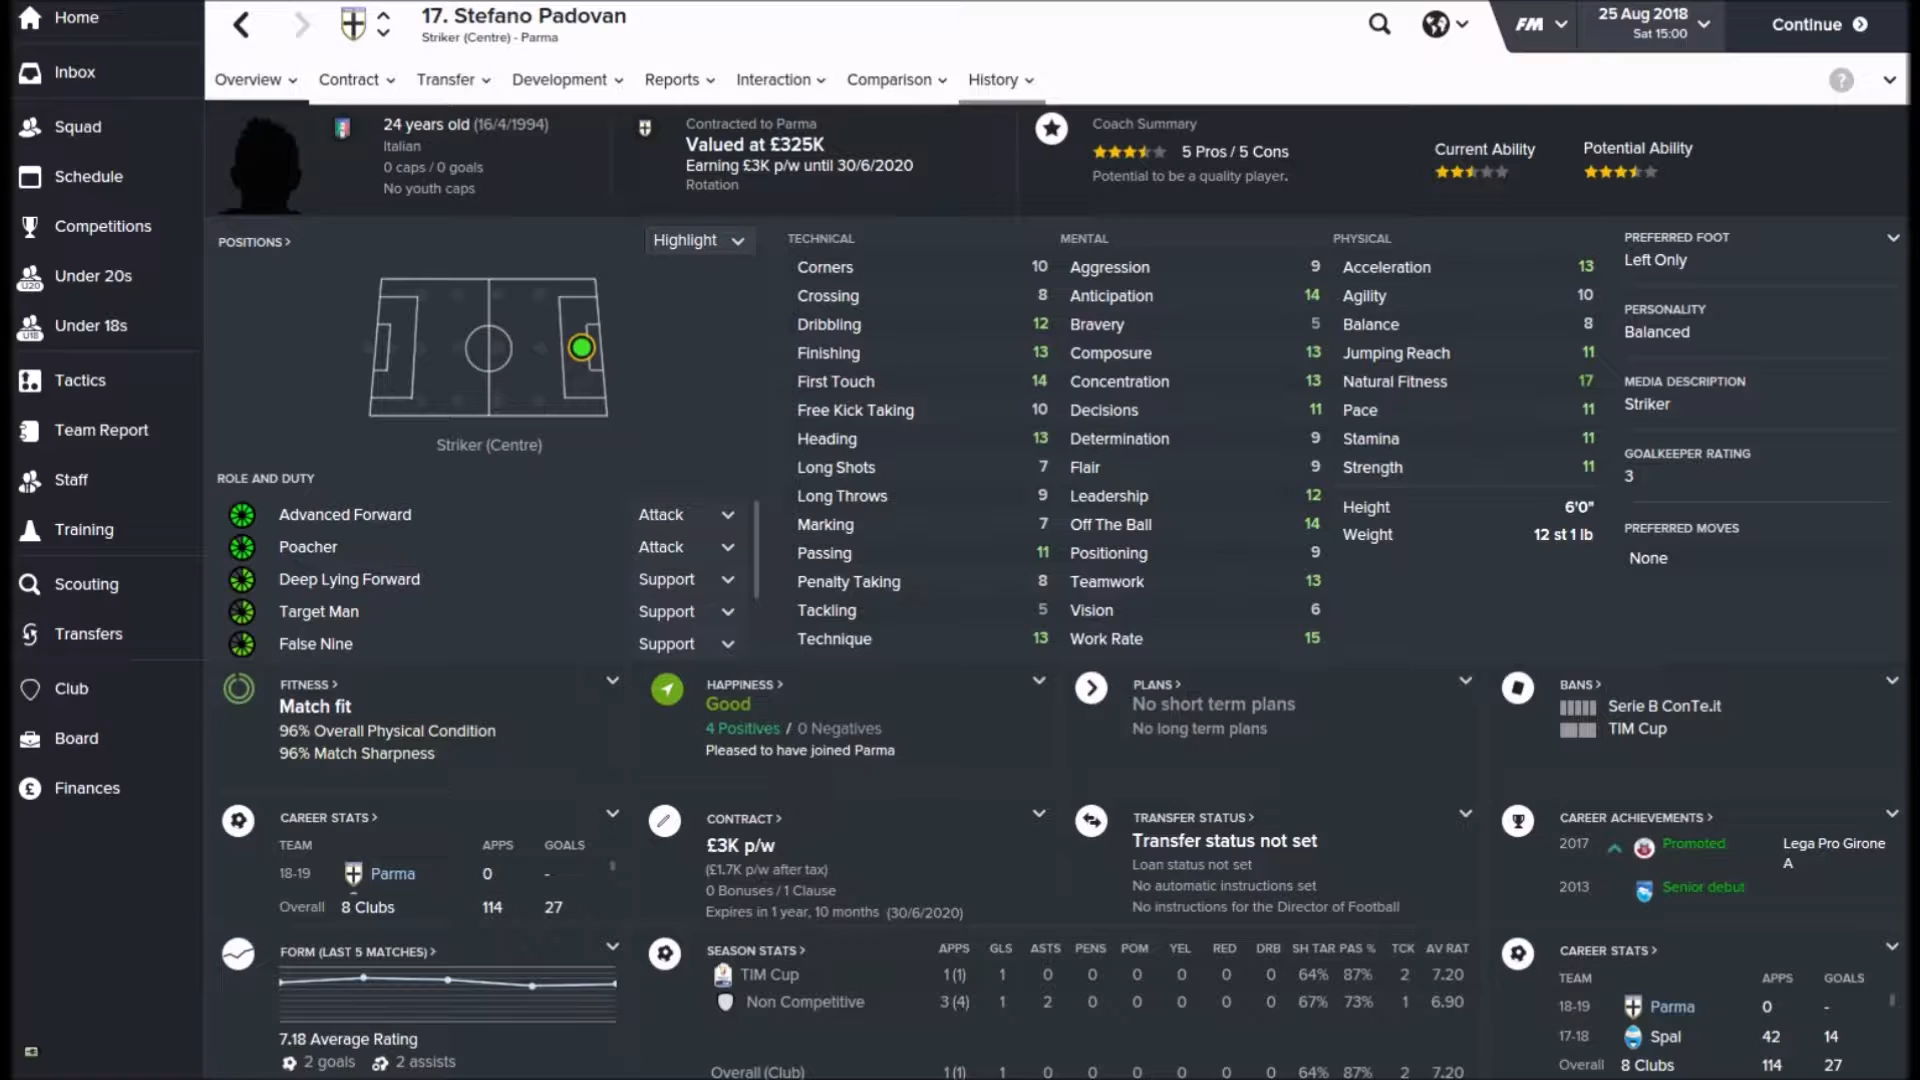 Home
Inbox
Squad
Schedule
Competitions
Under 20s
U20
Under 18s
U18
Tactics
Team Report
Staff
Training
Scouting
Transfers
Club
Board
Finances
17. Stefano Padovan
Striker (Centre) - Parma
FM
25 Aug 2018
Sat 15:00
Continue
Overview Contract Transfer Development Reports Interaction Comparison History
?
24 years old (16/4/1994)
Italian
0 caps / 0 goals
No youth caps
Contracted to Parma
Valued at £325K
Earning £3K p/w until 30/6/2020
Rotation
Coach Summary
5 Pros / 5 Cons
Potential to be a quality player.
Current Ability
Potential Ability
POSITIONS >
Highlight
Striker (Centre)
ROLE AND DUTY
Advanced Forward Attack
Poacher Attack
Deep Lying Forward Support
Target Man Support
False Nine Support
TECHNICAL
Corners 10
Crossing 8
Dribbling 12
Finishing 13
First Touch 14
Free Kick Taking 10
Heading 13
Long Shots 7
Long Throws 9
Marking 7
Passing 11
Penalty Taking 8
Tackling 5
Technique 13
MENTAL
Aggression 9
Anticipation 14
Bravery 5
Composure 13
Concentration 13
Decisions 11
Determination 9
Flair 9
Leadership 12
Off The Ball 14
Positioning 9
Teamwork 13
Vision 6
Work Rate 15
PHYSICAL
Acceleration 13
Agility 10
Balance 8
Jumping Reach 11
Natural Fitness 17
Pace 11
Stamina 11
Strength 11
Height 6'0"
Weight 12 st 1 lb
PREFERRED FOOT
Left Only
PERSONALITY
Balanced
MEDIA DESCRIPTION
Striker
GOALKEEPER RATING
3
PREFERRED MOVES
None
FITNESS >
Match fit
96% Overall Physical Condition
96% Match Sharpness
HAPPINESS >
Good
4 Positives / 0 Negatives
Pleased to have joined Parma
PLANS >
No short term plans
No long term plans
BANS >
Serie B ConTe.it
TIM Cup
CAREER STATS >
TEAM APPS GOALS
18-19 Parma 0 -
Overall 8 Clubs 114 27
CONTRACT >
£3K p/w
(£1.7K p/w after tax)
0 Bonuses / 1 Clause
Expires in 1 year, 10 months (30/6/2020)
TRANSFER STATUS >
Transfer status not set
Loan status not set
No automatic instructions set
No instructions for the Director of Football
CAREER ACHIEVEMENTS >
2017 Promoted Lega Pro Girone
A
2013 Senior debut
FORM (LAST 5 MATCHES) >
7.18 Average Rating
2 goals 2 assists
SEASON STATS > APPS GLS ASTS PENS POM YEL RED DRB SH TAR PAS % TCK AV RAT
TIM Cup 1 (1) 1 0 0 0 0 0 0 64% 87% 2 7.20
Non Competitive 3 (4) 1 2 0 0 0 0 0 67% 73% 1 6.90
Overall (Club) 1 (1) 1 0 0 0 0 0 0 64% 87% 2 7.20
CAREER STATS >
TEAM APPS GOALS
18-19 Parma 0 -
17-18 Spal 42 14
Overall 8 Clubs 114 27